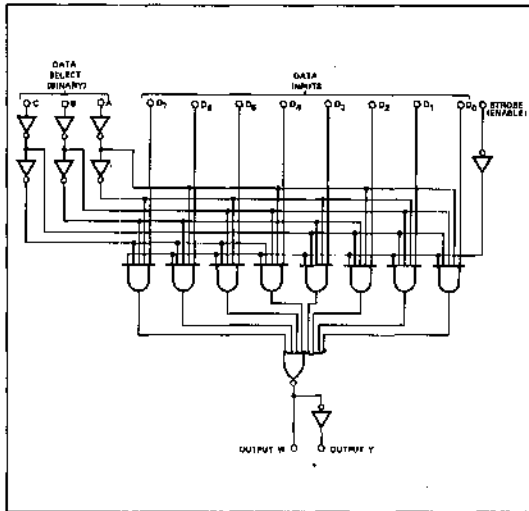 DATA
SELECT
(BINARY)
DATA
INPUTS
C B A D7 D6 D5 D4 D3 D2 D1 D0 STROBE
(ENABLE)
OUTPUT W OUTPUT Y